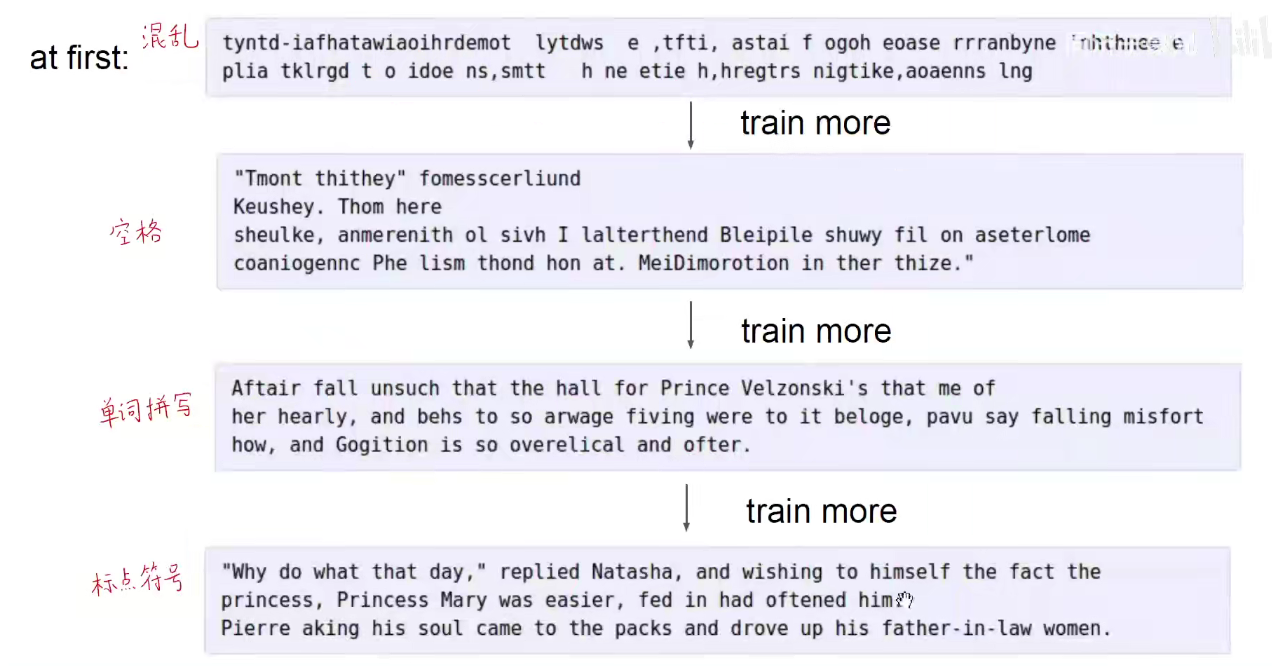 at first:
混乱
tyntd-iafhatawiaoihrdemot lytdws e ,tfti, astai f ogoh eoase rrranbyne 'nhthnee e
plia tklrgd t o idoe ns,smtt h ne etie h,hregtrs nigtike,aoaenns lng
train more
空格
"Tmont thithey" fomesscerliund
Keushey. Thom here
sheulke, anmerenith ol sivh I lalterthend Bleipile shuwy fil on aseterlome
coaniogennc Phe lism thond hon at. MeiDimorotion in ther thize."
train more
单词拼写
Aftair fall unsuch that the hall for Prince Velzonski's that me of
her hearly, and behs to so arwage fiving were to it beloge, pavu say falling misfort
how, and Gogition is so overelical and ofter.
train more
标点符号
"Why do what that day," replied Natasha, and wishing to himself the fact the
princess, Princess Mary was easier, fed in had oftened him
Pierre aking his soul came to the packs and drove up his father-in-law women.